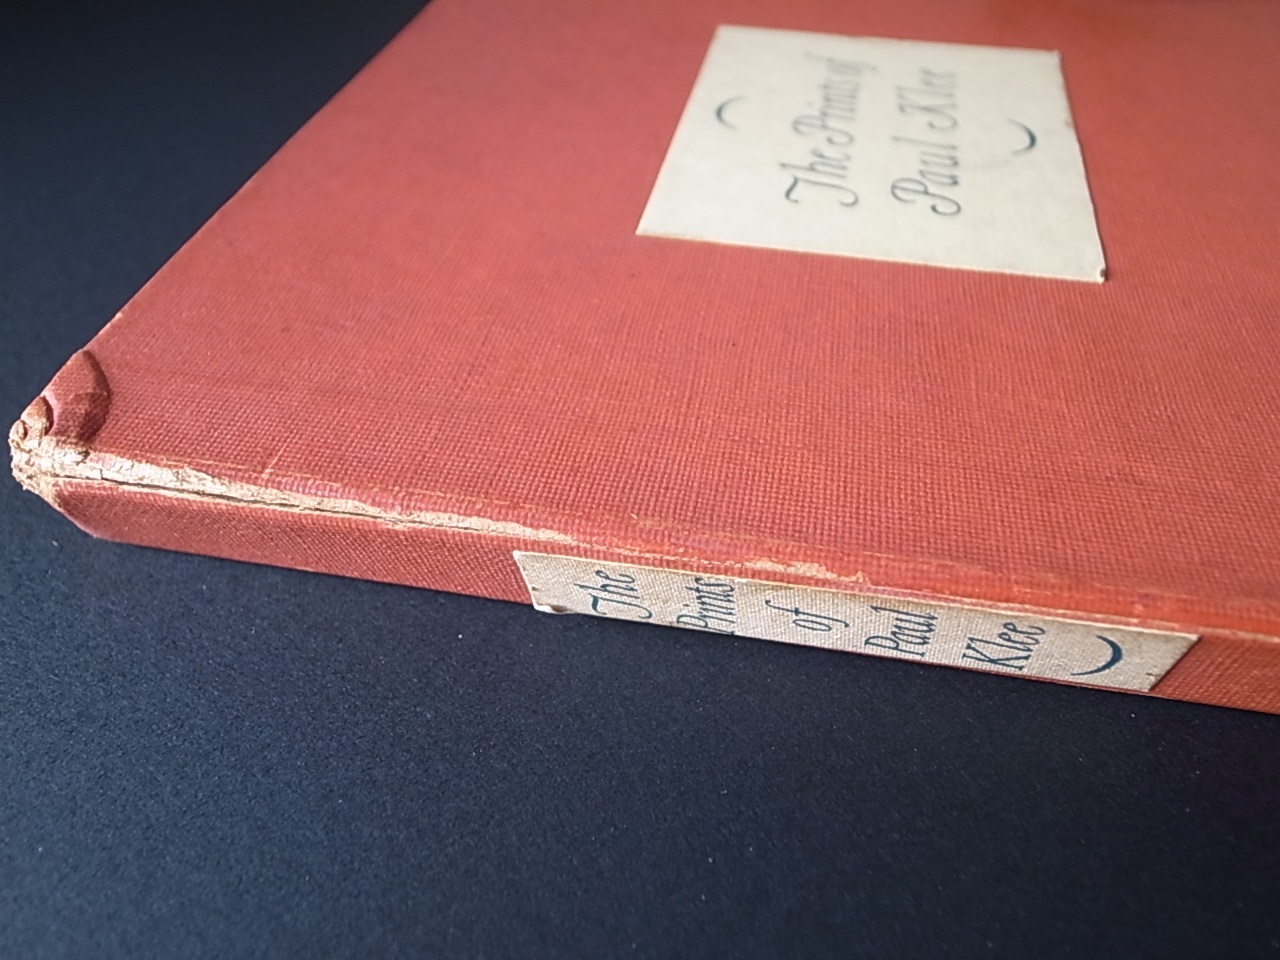 The Prints of
Paul Klee
The
Prints
of
Paul
Klee